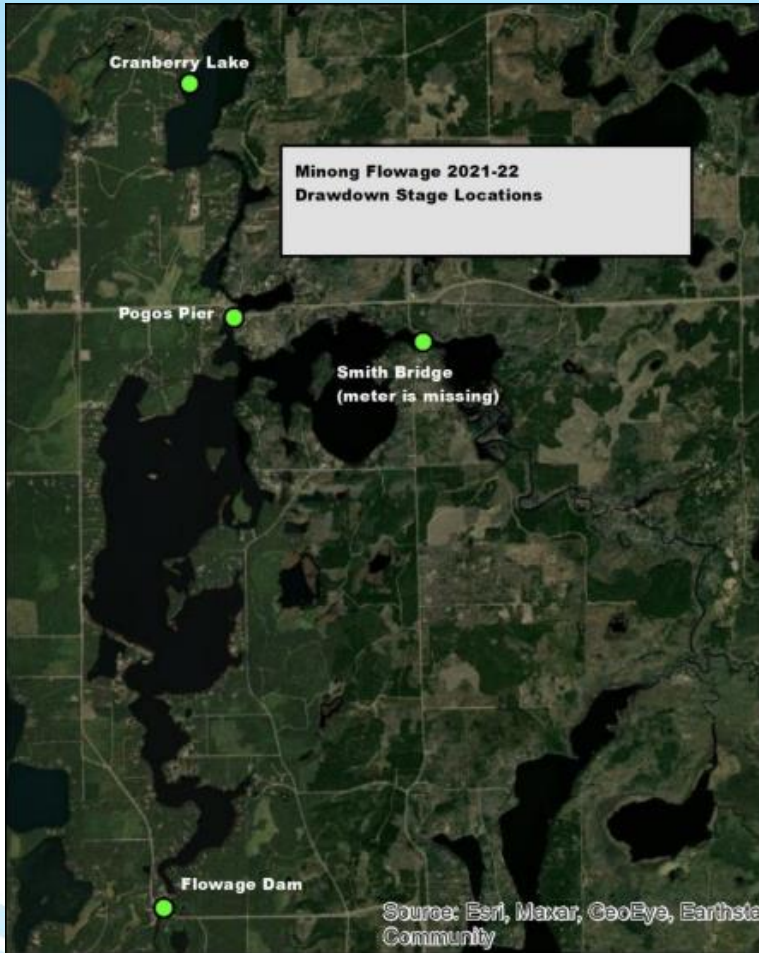 Cranberry Lake
Minong Flowage 2021-22
Drawdown Stage Locations
Pogos Pier
Smith Bridge
(meter is missing)
Flowage Dam
Source: Esri, Maxar, GeoEye,
Community